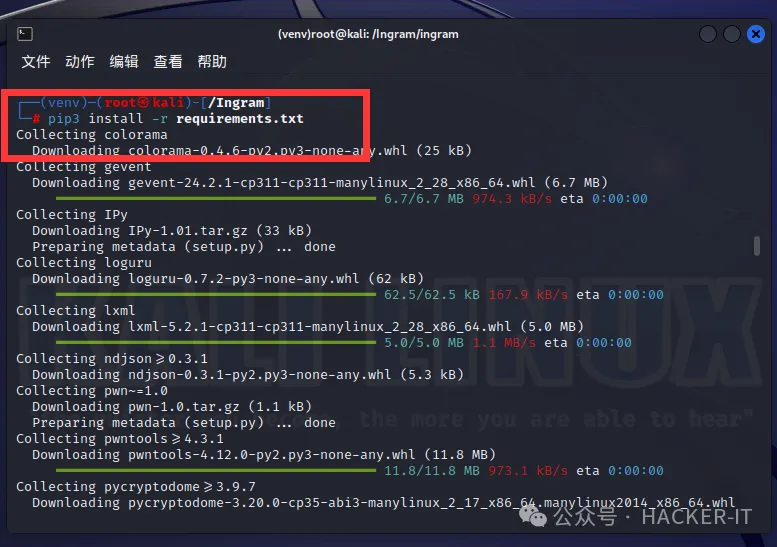 (venv)root@kali: /Ingram/ingram
文件 动作 编辑 查看 帮助
┌──(venv)-(root㉿kali)-[/Ingram]
└─# pip3 install -r requirements.txt
Collecting colorama
Downloading colorama-0.4.6-py2.py3-none-any.whl (25 kB)
Collecting gevent
Downloading gevent-24.2.1-cp311-cp311-manylinux_2_28_x86_64.whl (6.7 MB)
6.7/6.7 MB 974.3 kB/s eta 0:00:00
Collecting IPy
Downloading IPy-1.01.tar.gz (33 kB)
Preparing metadata (setup.py) ... done
Collecting loguru
Downloading loguru-0.7.2-py3-none-any.whl (62 kB)
62.5/62.5 kB 167.9 kB/s eta 0:00:00
Collecting lxml
Downloading lxml-5.2.1-cp311-cp311-manylinux_2_28_x86_64.whl (5.0 MB)
5.0/5.0 MB 1.1 MB/s eta 0:00:00
Collecting ndjson>=0.3.1
Downloading ndjson-0.3.1-py2.py3-none-any.whl (5.3 kB)
Collecting pwn~=1.0
Downloading pwn-1.0.tar.gz (1.1 kB)
Preparing metadata (setup.py) ... done
the more you are able to hear"
Collecting pwntools>=4.3.1
Downloading pwntools-4.12.0-py2.py3-none-any.whl (11.8 MB)
11.8/11.8 MB 973.1 kB/s eta 0:00:00
Collecting pycryptodome>=3.9.7
Downloading pycryptodome-3.20.0-cp35-abi3-manylinux_2_17_x86_64.manylinux2014_x86_64.whl
公众号 · HACKER-IT